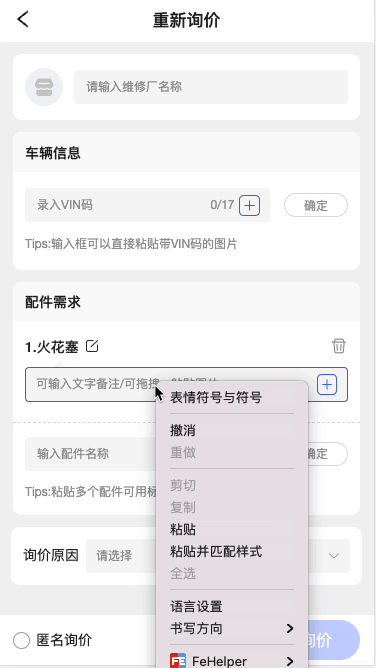 重新询价
请输入维修厂名称
车辆信息
录入VIN码 0/17 确定
Tips:输入框可以直接粘贴带VIN码的图片
配件需求
1.火花塞
可输入文字备注/可拖拽
表情符号与符号
撤消
重做
输入配件名称
确定
剪切
复制
Tips:粘贴多个配件可用标
粘贴
粘贴并匹配样式
全选
询价原因 请选择
语言设置
书写方向
匿名询价
询价
FeHelper